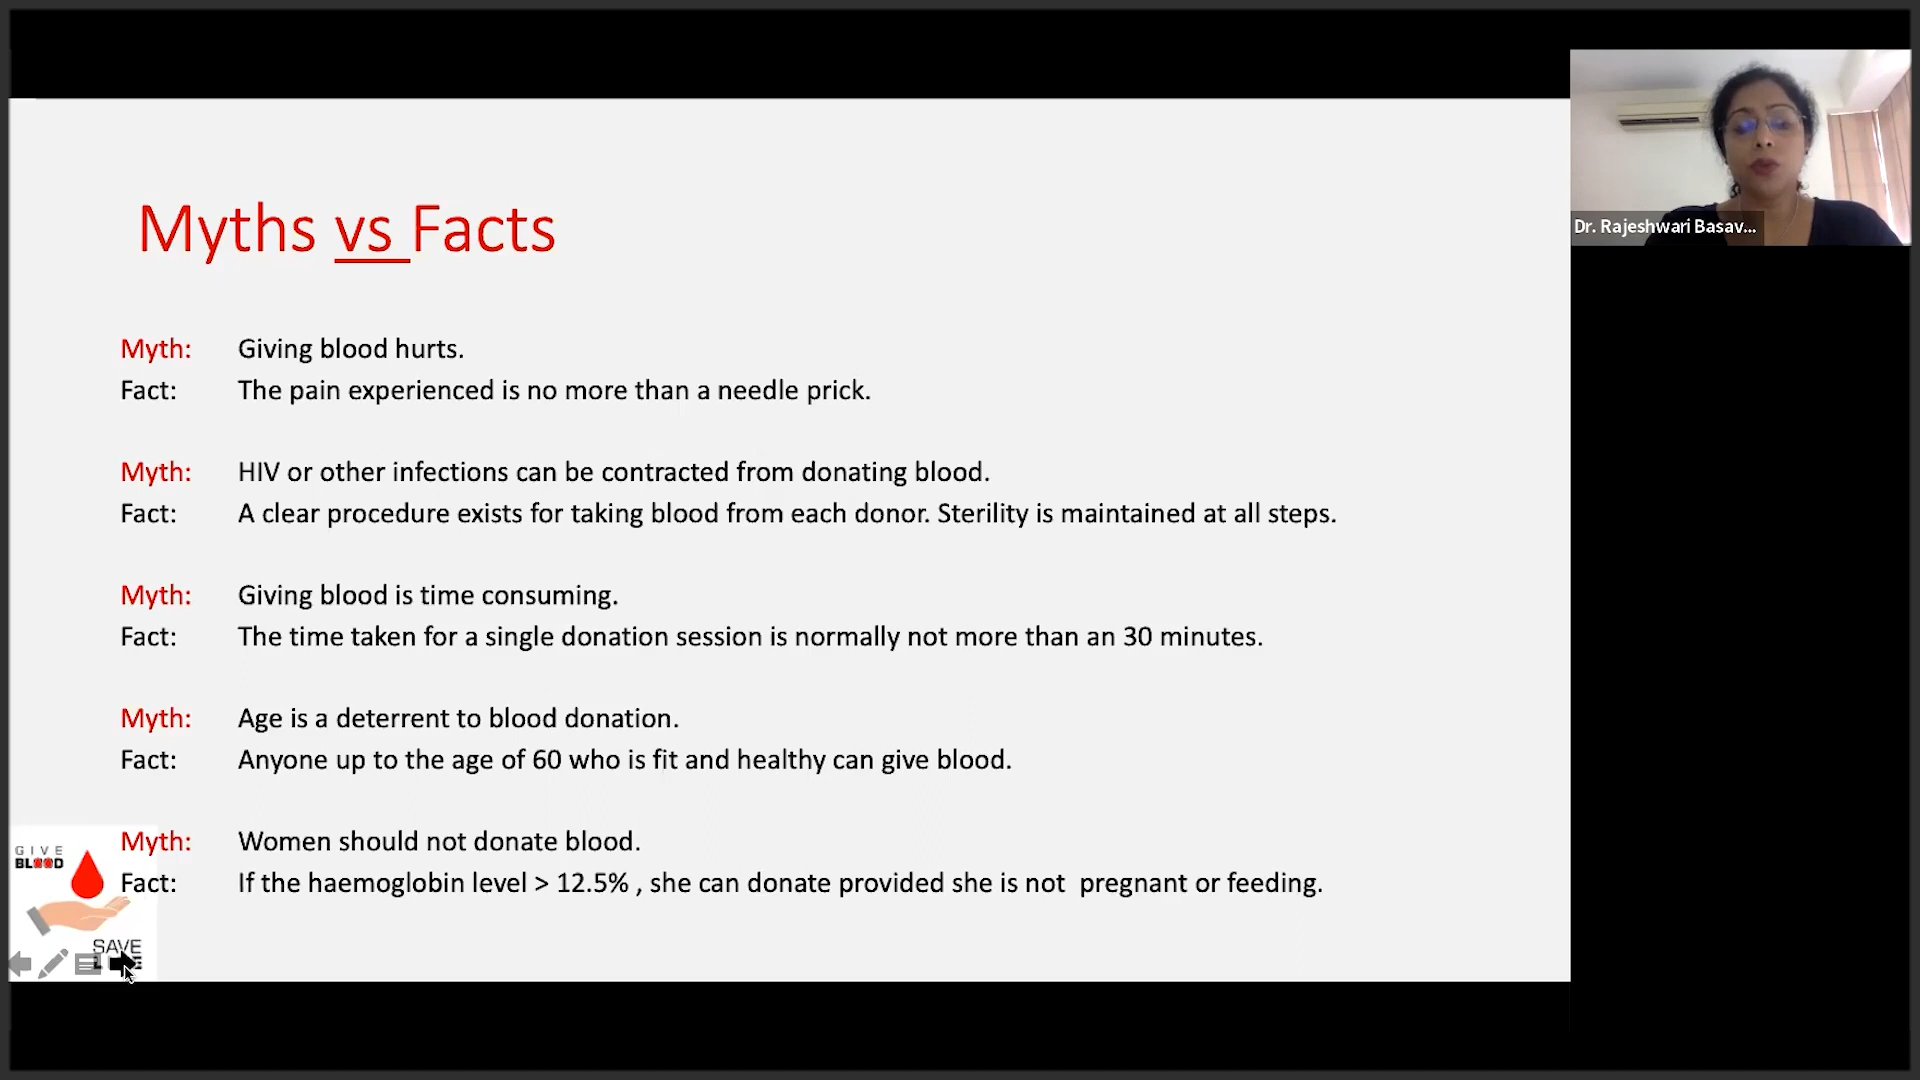 Myths vs Facts
Myth: Giving blood hurts.
Fact: The pain experienced is no more than a needle prick.
Myth: HIV or other infections can be contracted from donating blood.
Fact: A clear procedure exists for taking blood from each donor. Sterility is maintained at all steps.
Myth: Giving blood is time consuming.
Fact: The time taken for a single donation session is normally not more than an 30 minutes.
Myth: Age is a deterrent to blood donation.
Fact: Anyone up to the age of 60 who is fit and healthy can give blood.
Myth: Women should not donate blood.
Fact: If the haemoglobin level > 12.5% , she can donate provided she is not pregnant or feeding.
GIVE
BLOOD
SAVE
Dr. Rajeshwari Basav...